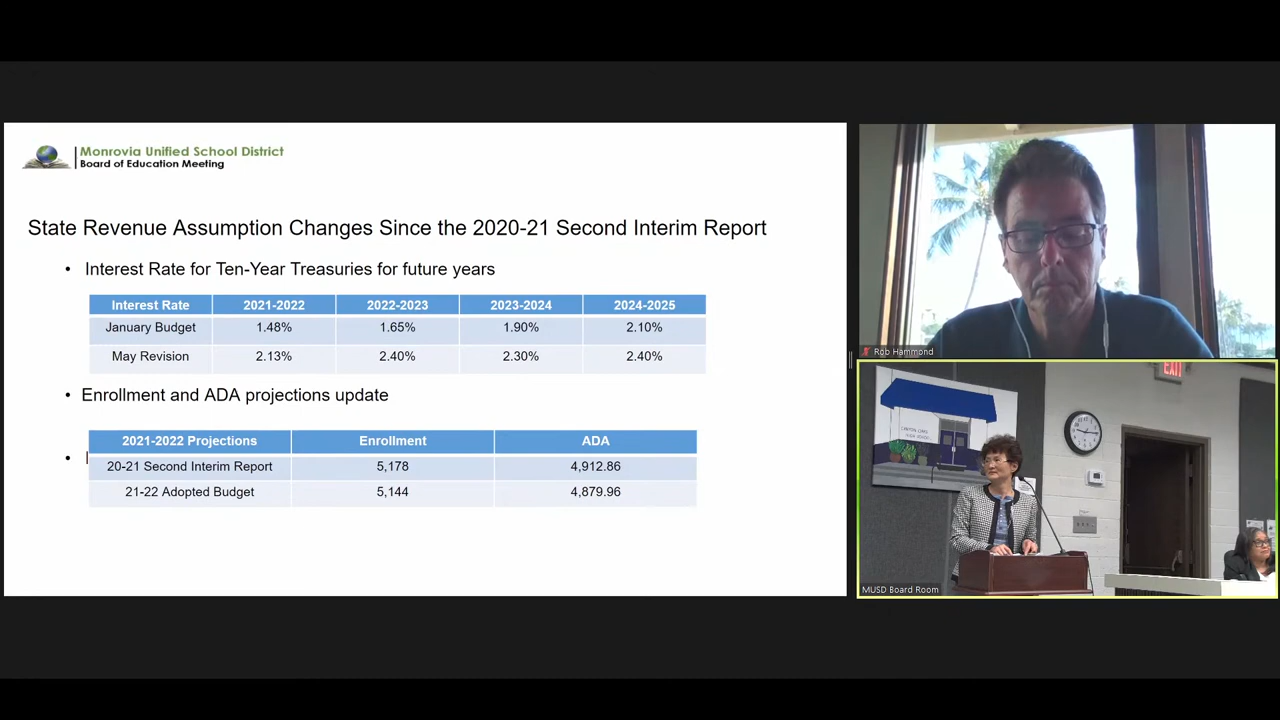 Monrovia Unified School District
Board of Education Meeting
State Revenue Assumption Changes Since the 2020-21 Second Interim Report
• Interest Rate for Ten-Year Treasuries for future years
Interest Rate 2021-2022 2022-2023 2023-2024 2024-2025
January Budget 1.48% 1.65% 1.90% 2.10%
May Revision 2.13% 2.40% 2.30% 2.40%
• Enrollment and ADA projections update
2021-2022 Projections Enrollment ADA
20-21 Second Interim Report 5,178 4,912.86
21-22 Adopted Budget 5,144 4,879.96
Rob Hammond
EXIT
CANYON OAKS
HIGH SCHOOL
MUSD Board Room